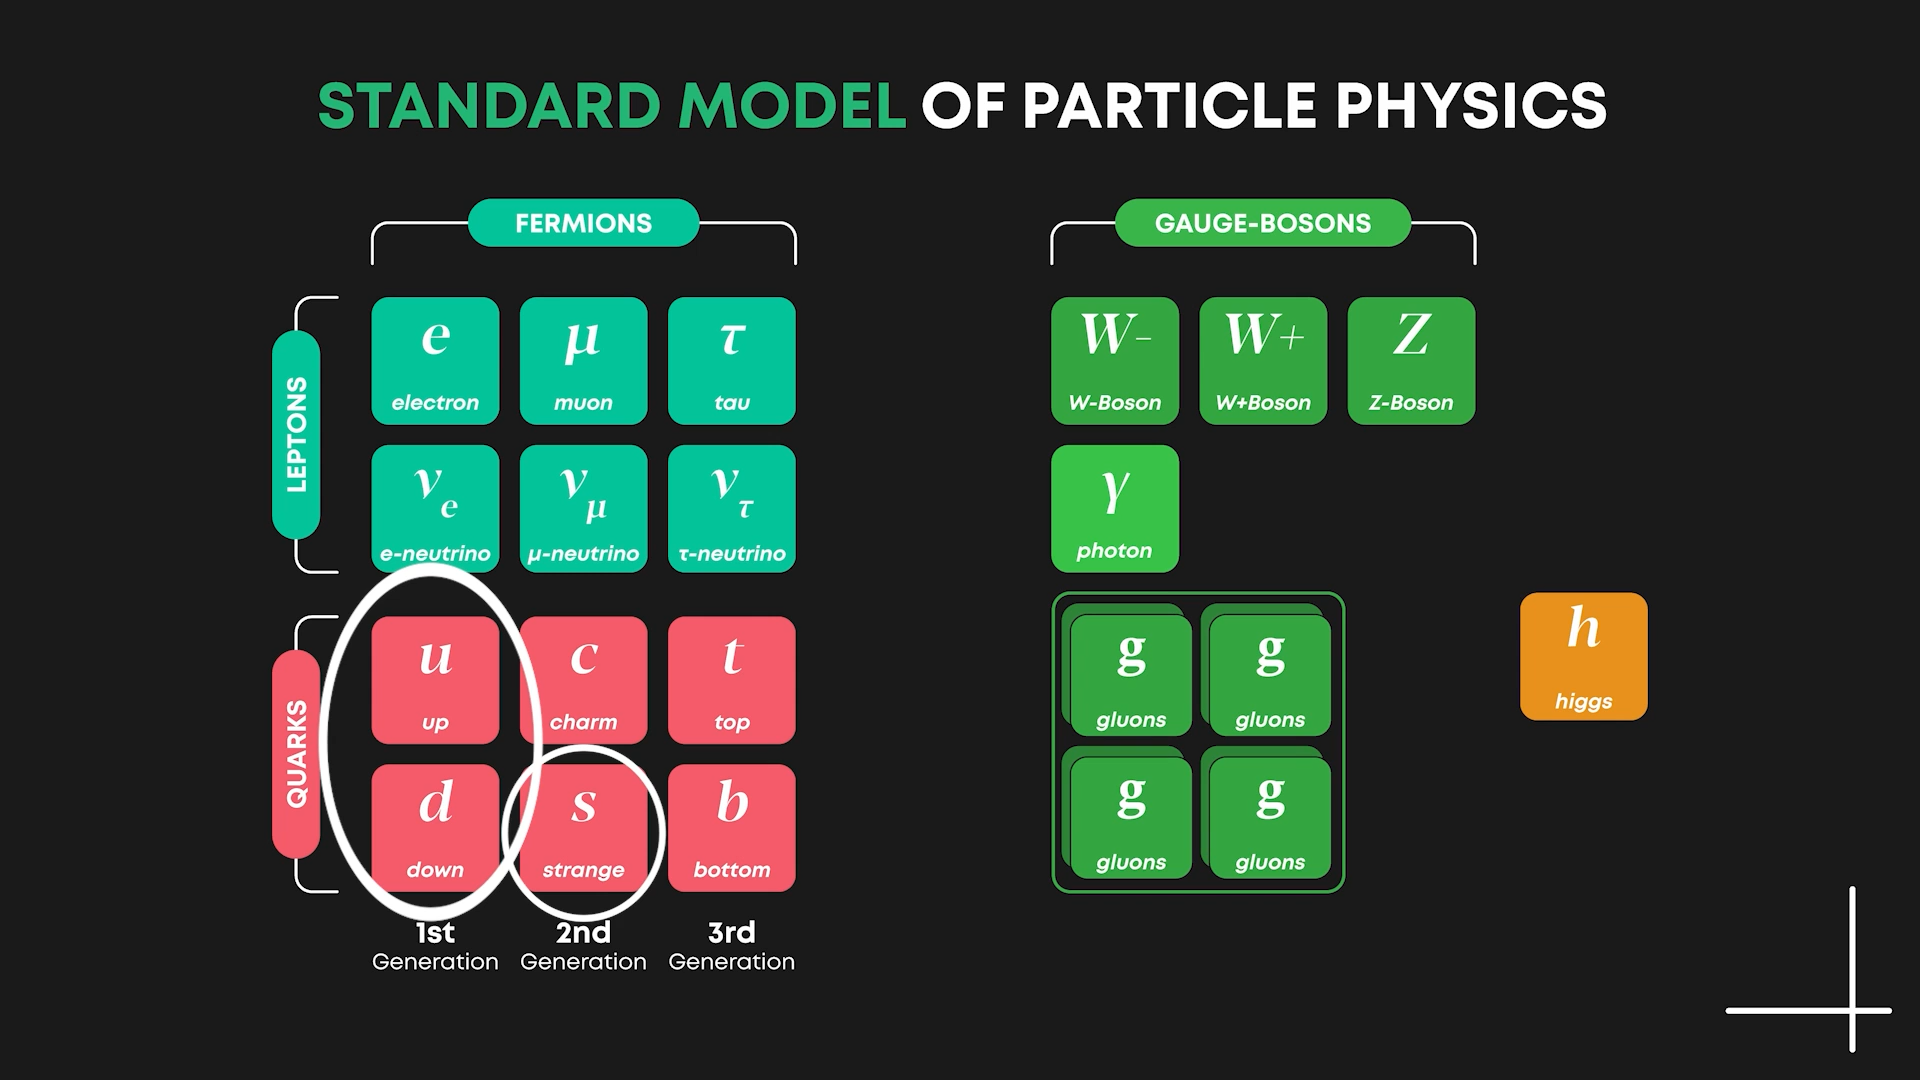 STANDARD MODEL OF PARTICLE PHYSICS
FERMIONS
GAUGE-BOSONS
LEPTONS
e
electron
μ
muon
τ
tau
W-
W-Boson
W+
W+Boson
Z
Z-Boson
νe
e-neutrino
νμ
μ-neutrino
ντ
τ-neutrino
γ
photon
QUARKS
u
up
c
charm
t
top
g
gluons
g
gluons
h
higgs
d
down
s
strange
b
bottom
g
gluons
g
gluons
1st
Generation
2nd
Generation
3rd
Generation